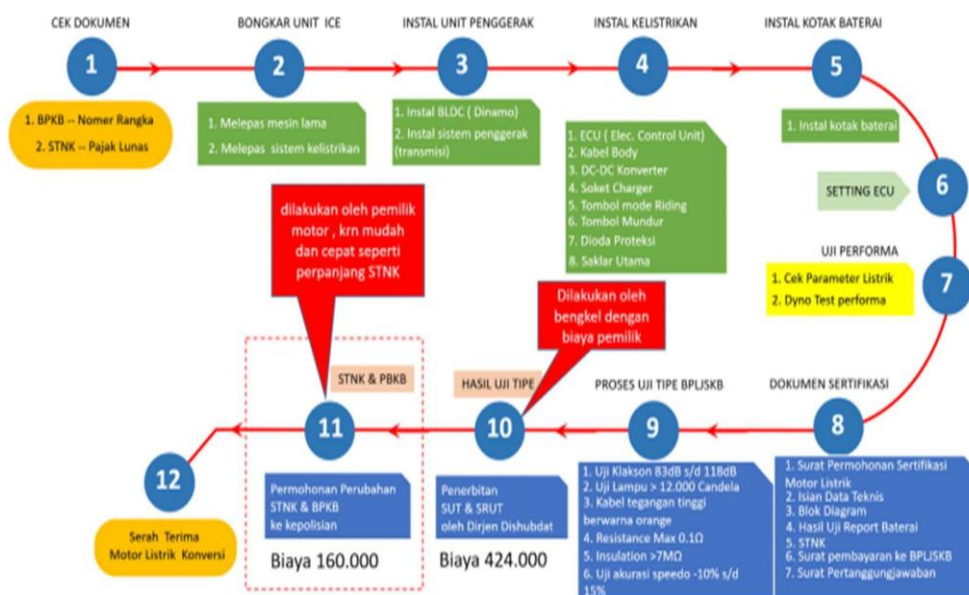 CEK DOKUMEN
1
1. BPKB -- Nomer Rangka
2. STNK -- Pajak Lunas
BONGKAR UNIT ICE
2
1. Melepas mesin lama
2. Melepas sistem kelistrikan
INSTAL UNIT PENGGERAK
3
1. Instal BLDC ( Dinamo)
2. Instal sistem penggerak
(transmisi)
INSTAL KELISTRIKAN
4
1. ECU ( Elec. Control Unit)
2. Kabel Body
3. DC-DC Konverter
4. Soket Charger
5. Tombol mode Riding
6. Tombol Mundur
7. Dioda Proteksi
8. Saklar Utama
INSTAL KOTAK BATERAI
5
1. Instal kotak baterai
SETTING ECU
6
UJI PERFORMA
7
1. Cek Parameter Listrik
2. Dyno Test performa
DOKUMEN SERTIFIKASI
8
1. Surat Permohonan Sertifikasi
Motor Listrik
2. Isian Data Teknis
3. Blok Diagram
4. Hasil Uji Report Baterai
5. STNK
6. Surat pembayaran ke BPLJSKB
7. Surat Pertanggungjawaban
PROSES UJI TIPE BPLJSKB
9
1. Uji Klakson 83dB s/d 118dB
2. Uji Lampu > 12.000 Candela
3. Kabel tegangan tinggi
berwarna orange
4. Resistance Max 0.1Ω
5. Insulation >7MΩ
6. Uji akurasi speedo -10% s/d
15%
Dilakukan oleh
bengkel dengan
biaya pemilik
HASIL UJI TIPE
10
Penerbitan
SUT & SRUT
oleh Dirjen Dishubdat
Biaya 424.000
dilakukan oleh pemilik
motor , krn mudah
dan cepat seperti
perpanjang STNK
STNK & PBKB
11
Permohonan Perubahan
STNK & BPKB
ke kepolisian
Biaya 160.000
12
Serah Terima
Motor Listrik Konversi